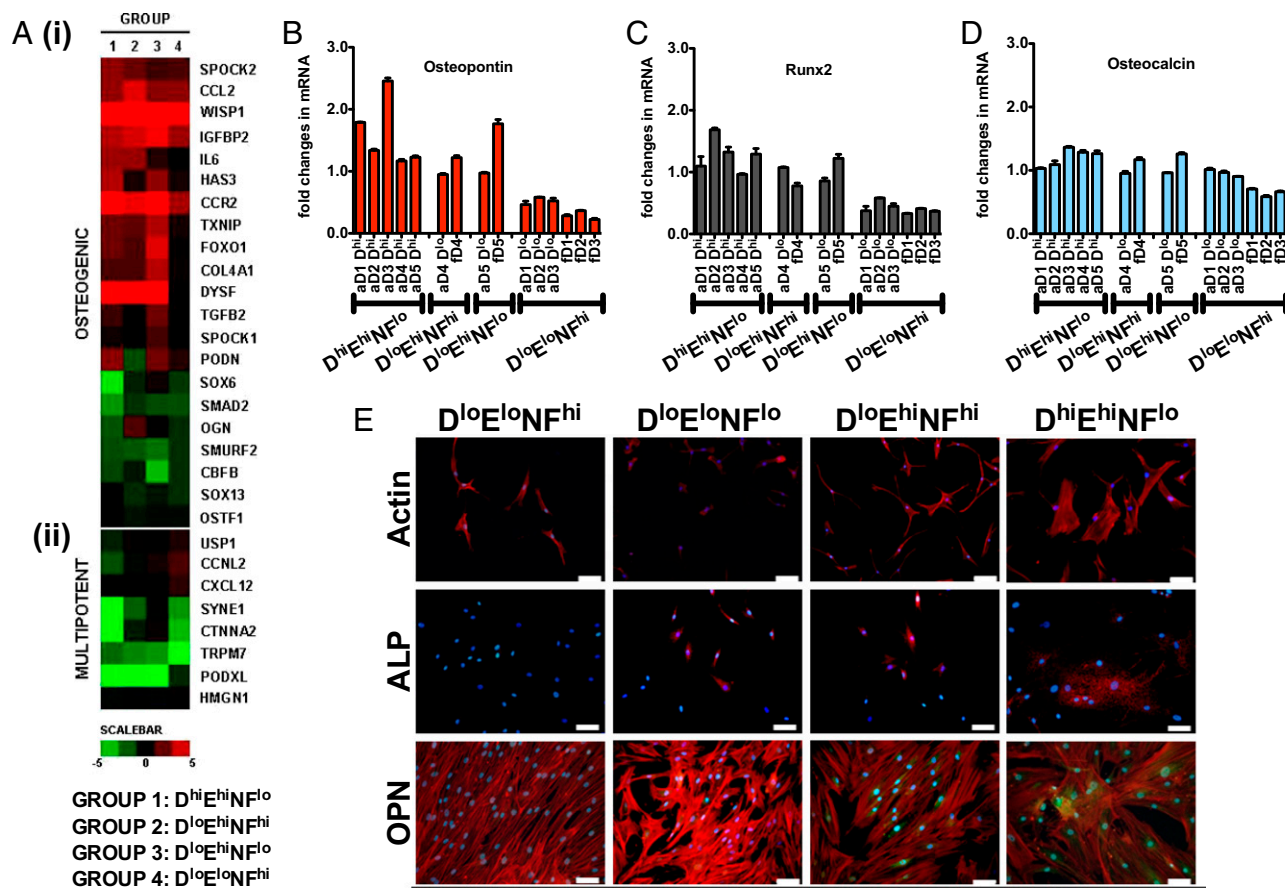 A (i)
GROUP
1 2 3 4
OSTEOGENIC
SPOCK2
CCL2
WISP1
IGFBP2
IL6
HAS3
CCR2
TXNIP
FOXO1
COL4A1
DYSF
TGFB2
SPOCK1
PODN
SOX6
SMAD2
OGN
SMURF2
CBFB
SOX13
OSTF1
(ii)
MULTIPOTENT
USP1
CCNL2
CXCL12
SYNE1
CTNNA2
TRPM7
PODXL
HMGN1
SCALEBAR
-5 0 5
GROUP 1: DhiEhiNFlo
GROUP 2: DloEhiNFhi
GROUP 3: DloEhiNFlo
GROUP 4: DloEloNFhi
B
Osteopontin
fold changes in mRNA
3.0
2.0
1.0
0.0
aD1 Dhi
aD2 Dhi
aD3 Dhi
aD4 Dhi
aD5 Dhi
aD4 Dlo
fD4
aD5 Dlo
fD5
aD1 Dlo
aD2 Dlo
aD3 Dlo
fD1
fD2
fD3
DhiEhiNFlo
DloEhiNFhi
DloEhiNFlo
DloEloNFhi
C
Runx2
fold changes in mRNA
3.0
2.0
1.0
0.0
aD1 Dhi
aD2 Dhi
aD3 Dhi
aD4 Dhi
aD5 Dhi
aD4 Dlo
fD4
aD5 Dlo
fD5
aD1 Dlo
aD2 Dlo
aD3 Dlo
fD1
fD2
fD3
DhiEhiNFlo
DloEhiNFhi
DloEhiNFlo
DloEloNFhi
D
Osteocalcin
fold changes in mRNA
3.0
2.0
1.0
0.0
aD1 Dhi
aD2 Dhi
aD3 Dhi
aD4 Dhi
aD5 Dhi
aD4 Dlo
fD4
aD5 Dlo
fD5
aD1 Dlo
aD2 Dlo
aD3 Dlo
fD1
fD2
fD3
DhiEhiNFlo
DloEhiNFhi
DloEhiNFlo
DloEloNFhi
E
DloEloNFhi DloEloNFlo DloEhiNFhi DhiEhiNFlo
Actin
ALP
OPN